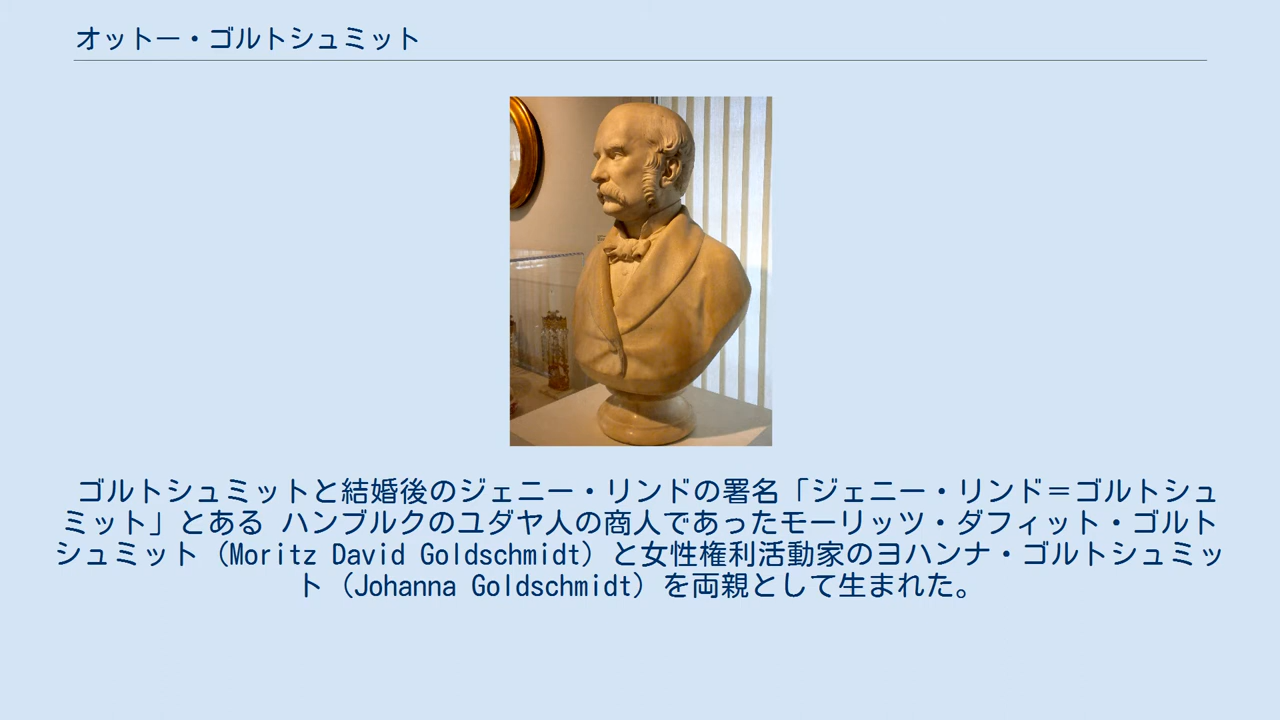 オットー・ゴルトシュミット
ゴルトシュミットと結婚後のジェニー・リンドの署名「ジェニー・リンド＝ゴルトシュ
ミット」とある ハンブルクのユダヤ人の商人であったモーリッツ・ダフィット・ゴルト
シュミット（Moritz David Goldschmidt）と女性権利活動家のヨハンナ・ゴルトシュミッ
ト（Johanna Goldschmidt）を両親として生まれた。